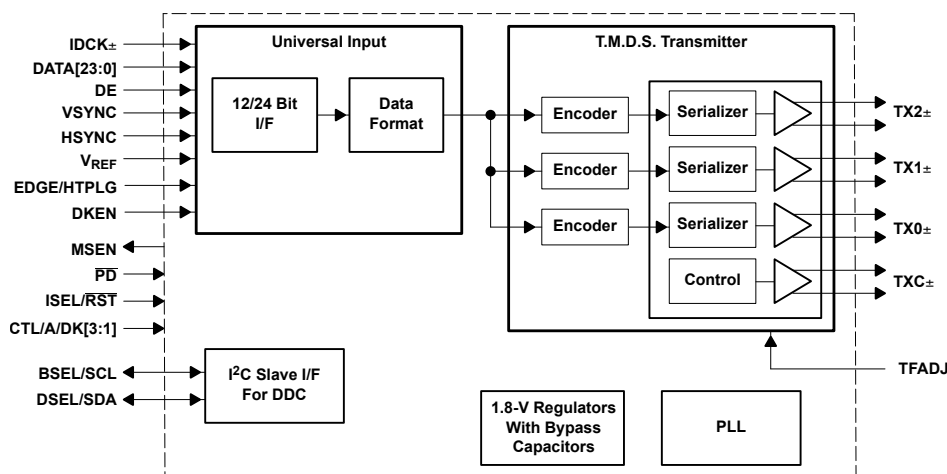 Universal Input
T.M.D.S. Transmitter
IDCK±
DATA[23:0]
DE
VSYNC
HSYNC
VREF
EDGE/HTPLG
DKEN
MSEN
PD
ISEL/RST
CTL/A/DK[3:1]
BSEL/SCL
DSEL/SDA
12/24 Bit
I/F
Data
Format
Encoder
Serializer
TX2±
Encoder
Serializer
TX1±
Encoder
Serializer
TX0±
Control
TXC±
TFADJ
I2C Slave I/F
For DDC
1.8-V Regulators
With Bypass
Capacitors
PLL